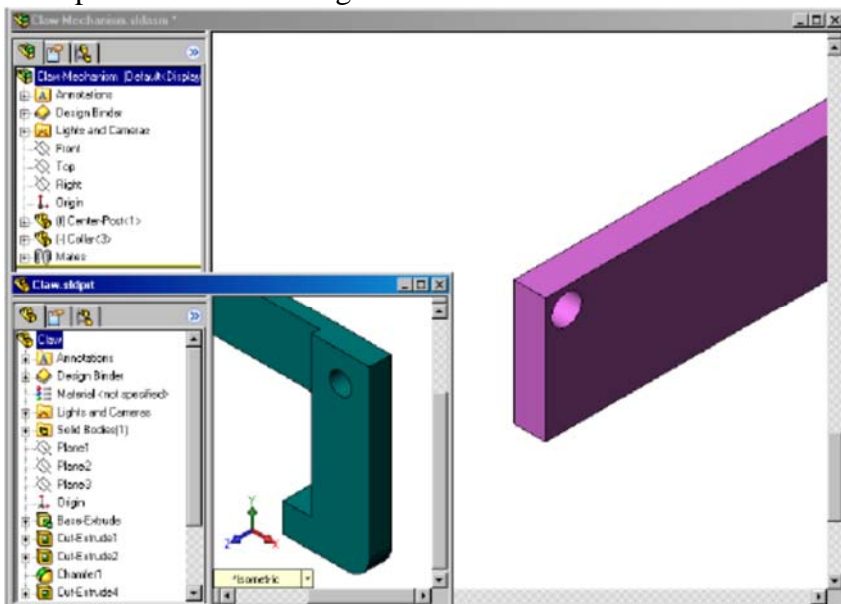 Claw-Mechanism.sldasm *
Claw-Mechanism (Default<Display
Annotations
Design Binder
Lights and Cameras
Front
Top
Right
Origin
(f) Center-Post<1>
(-) Collar<3>
Mates
Claw.sldprt
Claw
Annotations
Design Binder
Material <not specified>
Lights and Cameras
Solid Bodies(1)
Plane1
Plane2
Plane3
Origin
Base-Extrude
Cut-Extrude1
Cut-Extrude2
Chamfer1
Cut-Extrude4
Y
Z
X
*Isometric